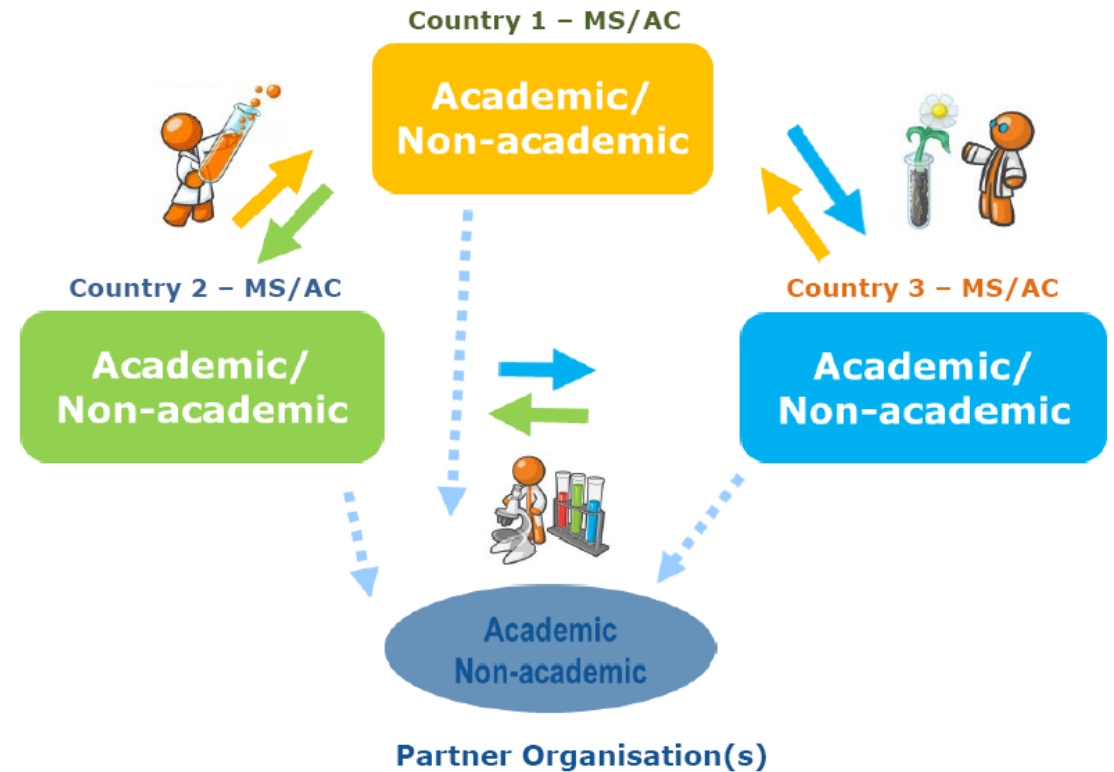 Country 1 – MS/AC
Academic/
Non-academic
Country 2 – MS/AC
Academic/
Non-academic
Country 3 – MS/AC
Academic/
Non-academic
Academic
Non-academic
Partner Organisation(s)